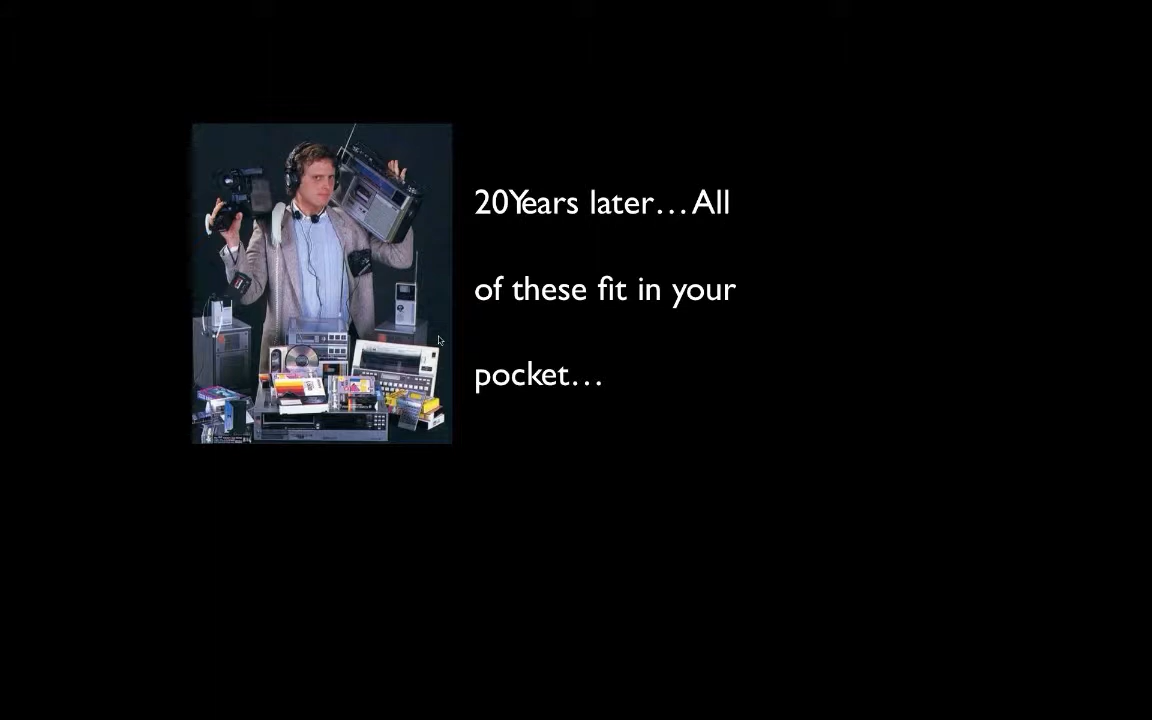 20Years later… All
of these fit in your
pocket…